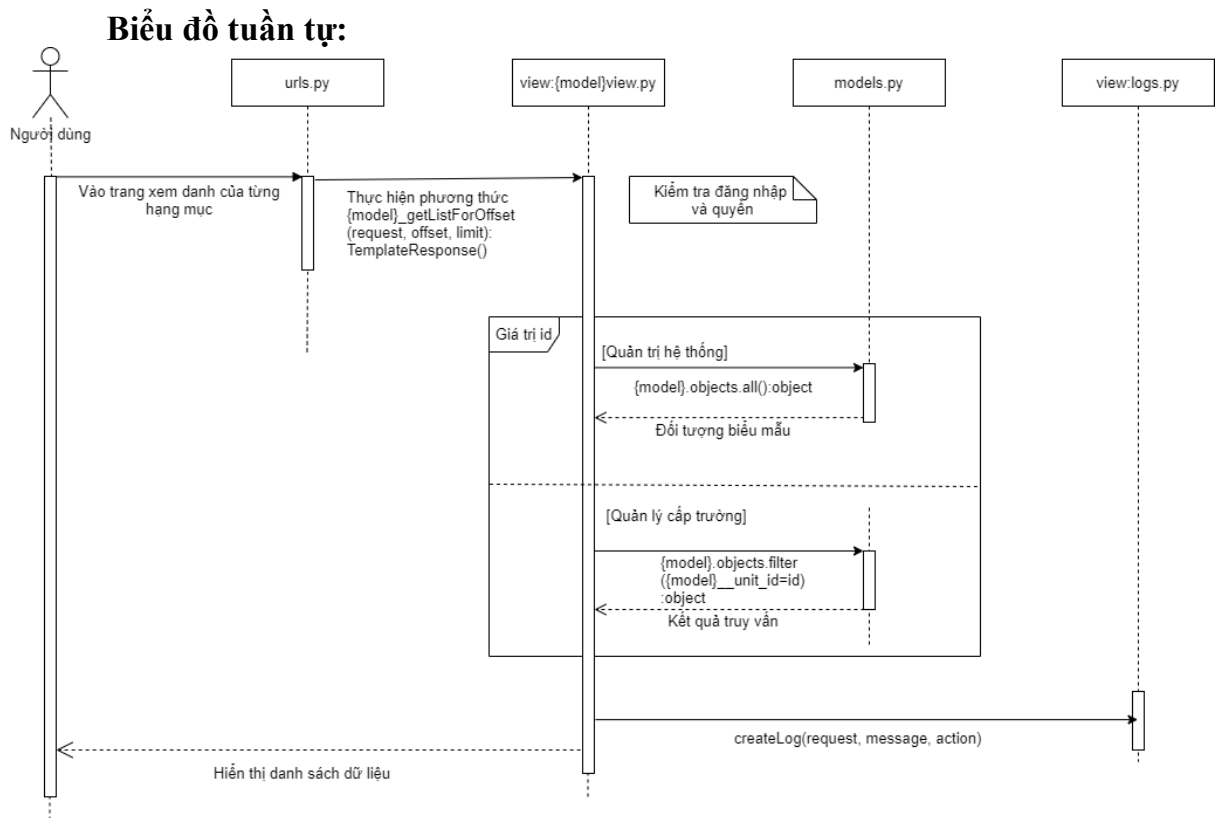 Biểu đồ tuần tự:
urls.py
view:{model}view.py
models.py
view:logs.py
Người dùng
Vào trang xem danh của từng
hạng mục
Thực hiện phương thức
{model}_getListForOffset
(request, offset, limit):
TemplateResponse()
Kiểm tra đăng nhập
và quyền
Giá trị id
[Quản trị hệ thống]
{model}.objects.all():object
Đối tượng biểu mẫu
[Quản lý cấp trường]
{model}.objects.filter
({model}__unit_id=id)
:object
Kết quả truy vấn
createLog(request, message, action)
Hiển thị danh sách dữ liệu